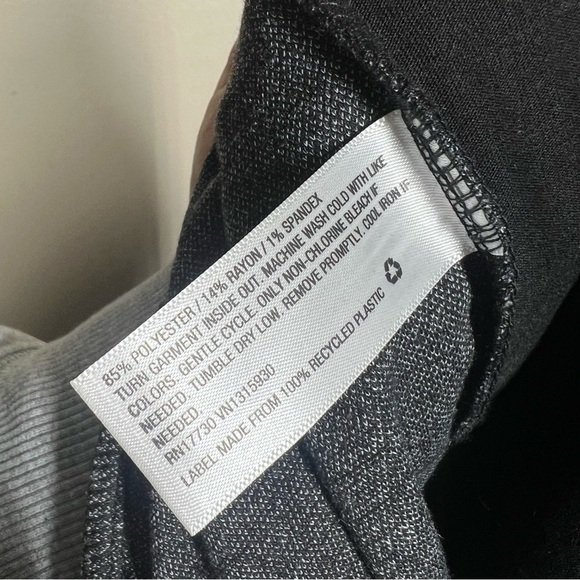 85% POLYESTER / 14% RAYON / 1% SPANDEX
TURN GARMENT INSIDE OUT. MACHINE WASH COLD WITH LIKE
COLORS. GENTLE CYCLE. ONLY NON-CHLORINE BLEACH IF
NEEDED. TUMBLE DRY LOW. REMOVE PROMPTLY. COOL IRON IF
NEEDED.
RN17730 VN1315930
LABEL MADE FROM 100% RECYCLED PLASTIC